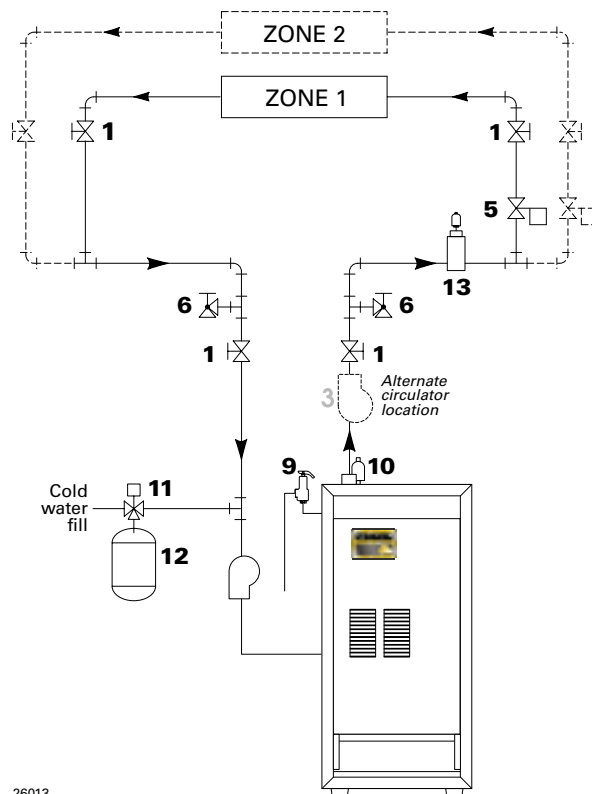 ZONE 2
ZONE 1
1
1
5
13
6
6
1
1
3
Alternate
circulator
location
9
10
11
Cold
water
fill
12
26013